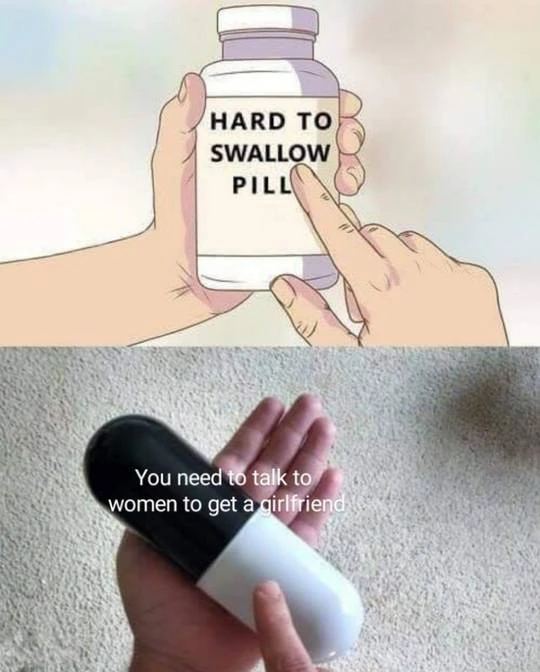 HARD TO
SWALLOW
PILL
You need to talk to
women to get a girlfriend